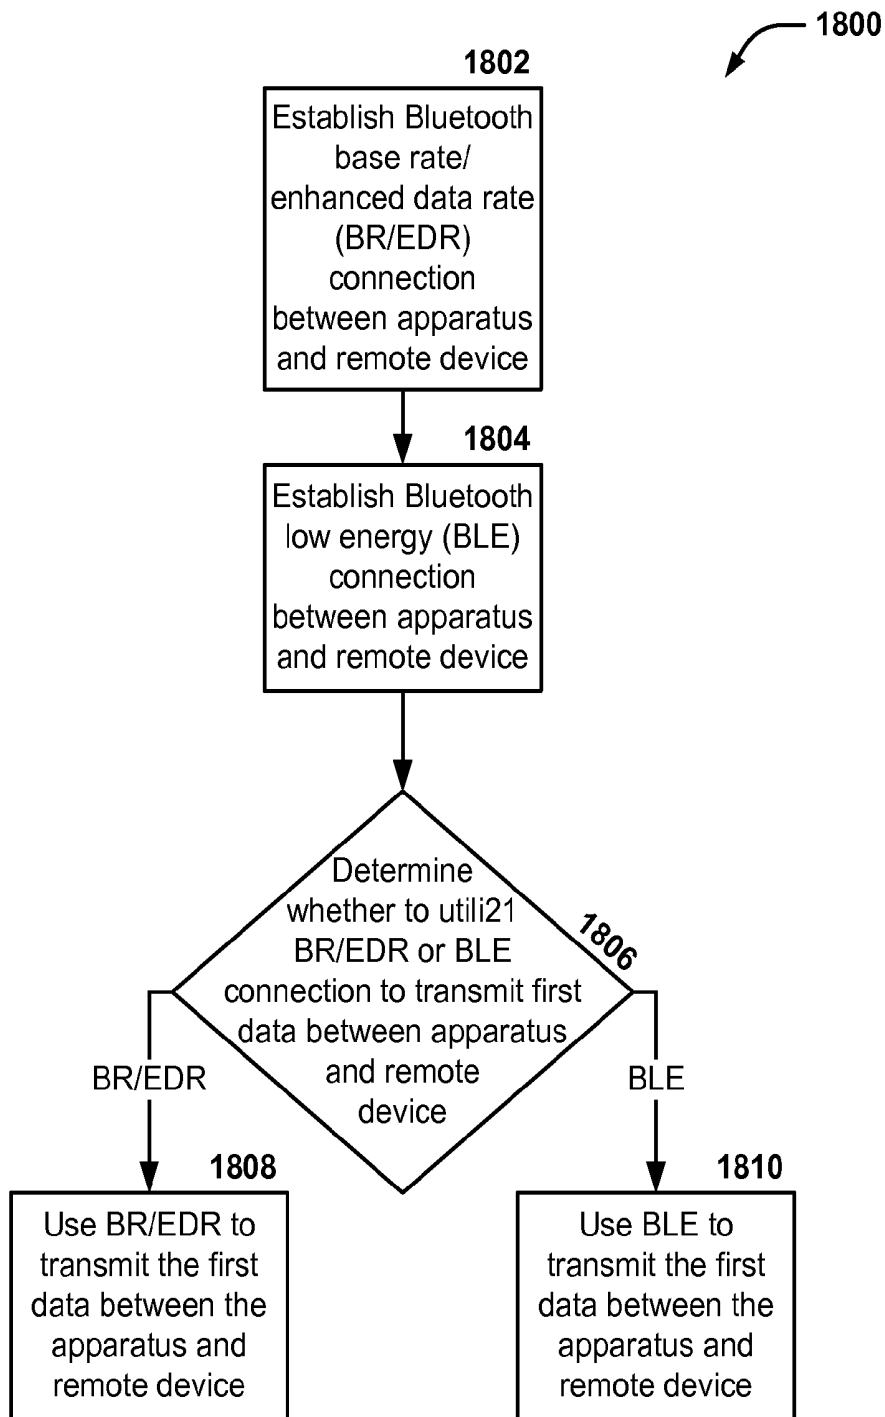 1800
1802
Establish Bluetooth
base rate/
enhanced data rate
(BR/EDR)
connection
between apparatus
and remote device
1804
Establish Bluetooth
low energy (BLE)
connection
between apparatus
and remote device
Determine
whether to utili21
BR/EDR or BLE
connection to transmit first
data between apparatus
and remote
device
1806
BR/EDR
BLE
1808
Use BR/EDR to
transmit the first
data between the
apparatus and
remote device
1810
Use BLE to
transmit the first
data between the
apparatus and
remote device